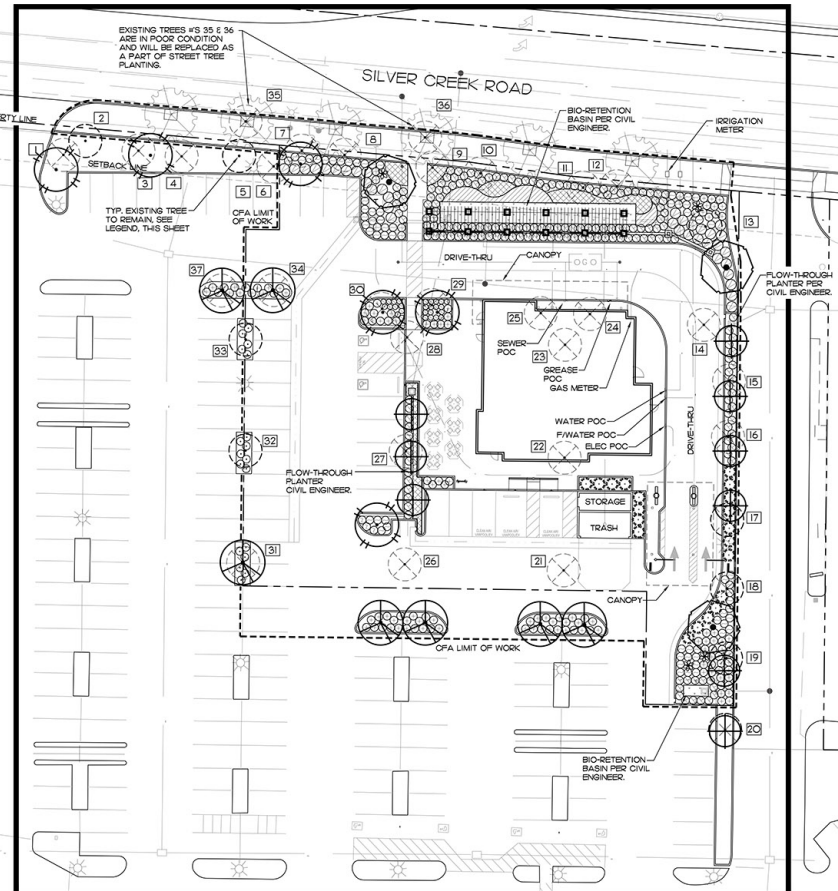 EXISTING TREES #'S 35 & 36
ARE IN POOR CONDITION
AND WILL BE REPLACED AS
A PART OF STREET TREE
PLANTING.
SILVER CREEK ROAD
35
36
BIO-RETENTION
BASIN PER CIVIL
ENGINEER.
IRRIGATION
METER
ERTY LINE
1
2
3
4
5
6
7
8
9
10
11
12
13
SETBACK LINE
TYP. EXISTING TREE
TO REMAIN, SEE
LEGEND, THIS SHEET
CFA LIMIT
OF WORK
DRIVE-THRU
CANOPY
FLOW-THROUGH
PLANTER PER
CIVIL ENGINEER.
37
34
30
29
33
28
25
24
23
14
SEWER
POC
GREASE
POC
GAS METER
15
WATER POC
F/WATER POC
ELEC POC
DRIVE-THRU
16
32
27
22
FLOW-THROUGH
PLANTER
CIVIL ENGINEER.
STORAGE
TRASH
17
31
26
21
18
CANOPY
CFA LIMIT OF WORK
19
20
BIO-RETENTION
BASIN PER CIVIL
ENGINEER.